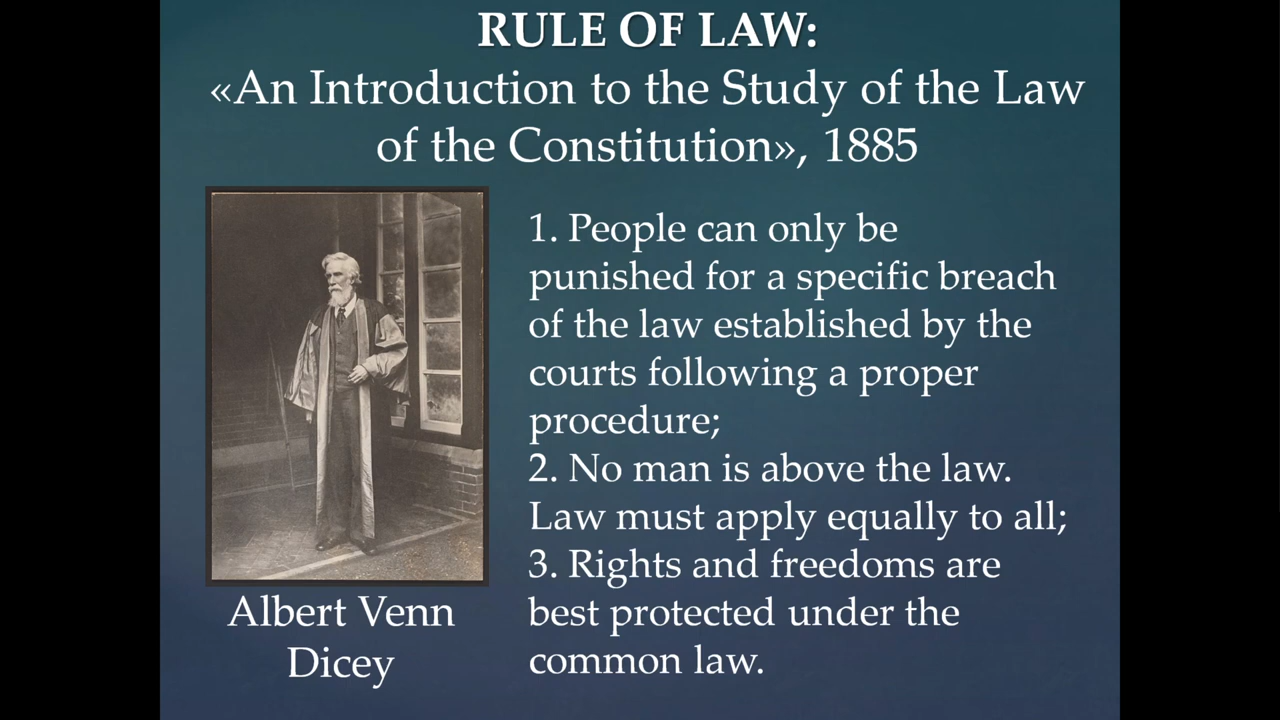 RULE OF LAW:
«An Introduction to the Study of the Law
of the Constitution», 1885
1. People can only be
punished for a specific breach
of the law established by the
courts following a proper
procedure;
2. No man is above the law.
Law must apply equally to all;
3. Rights and freedoms are
best protected under the
common law.
Albert Venn
Dicey